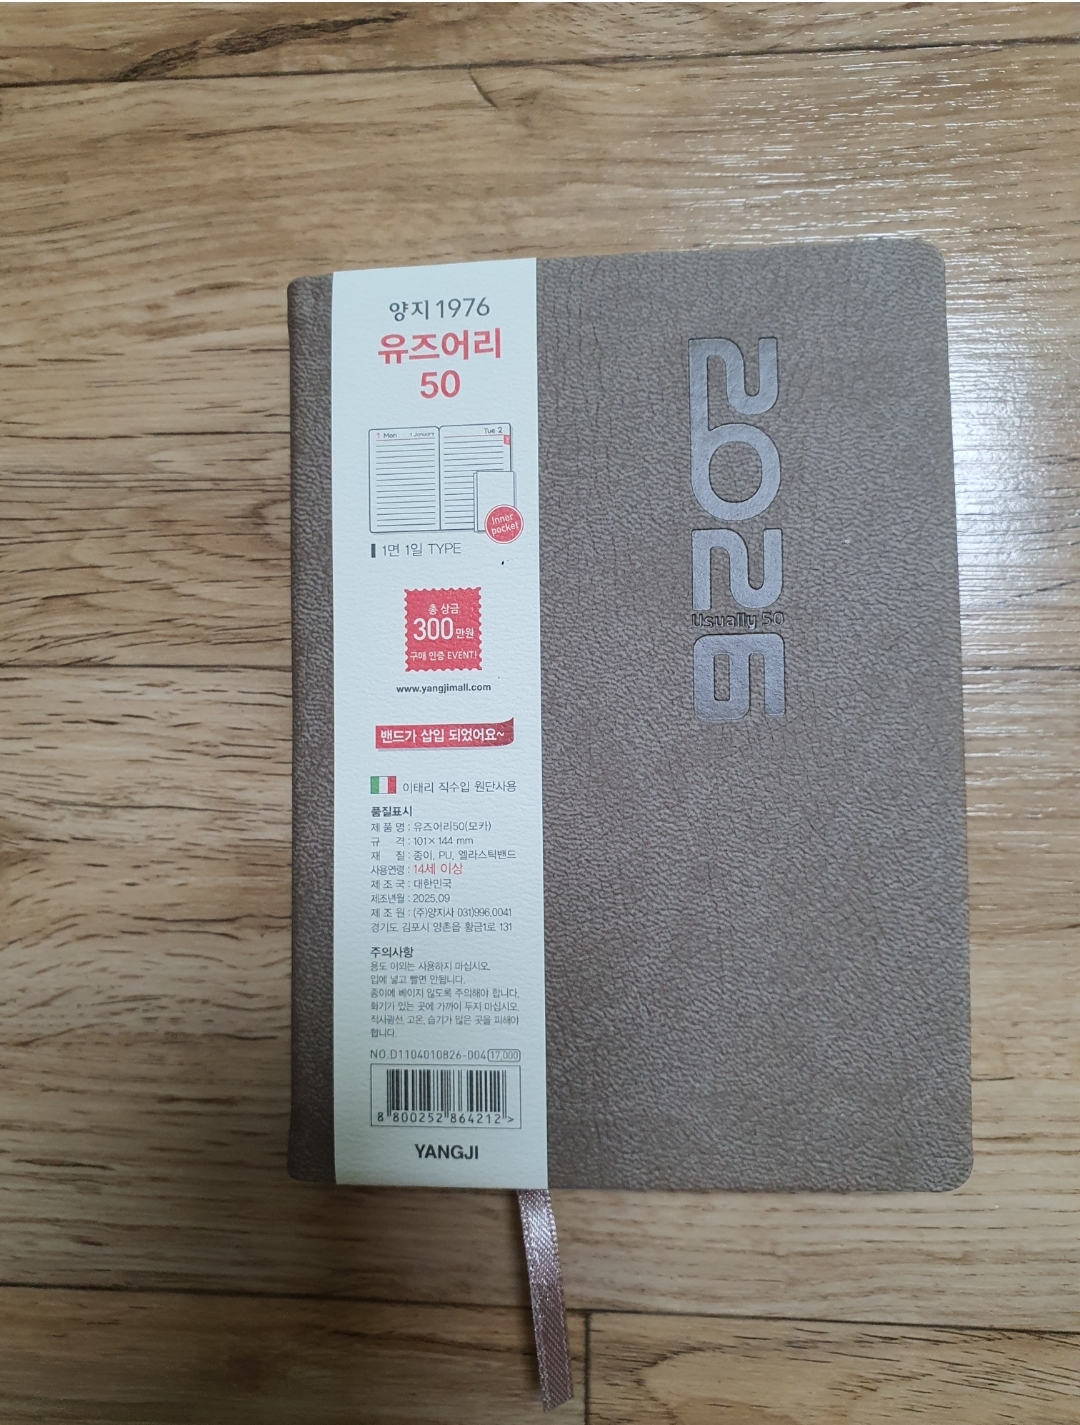 양지 1976
유즈어리
50
1 Mon 1 January Tue 2
Inner
pocket
1면 1일 TYPE
총 상금
300만원
구매 인증 EVENT!
www.yangjimall.com
밴드가 삽입 되었어요~
이태리 직수입 원단사용
품질표시
제 품 명 : 유즈어리50(모카)
규 격 : 101×144 mm
재 질 : 종이, PU, 엘라스틱밴드
사용연령 : 14세 이상
제 조 국 : 대한민국
제조년월 : 2025.09
제 조 원 : (주)양지사 031)996.0041
경기도 김포시 양촌읍 황금1로 131
주의사항
용도 이외는 사용하지 마십시오.
입에 넣고 빨면 안됩니다.
종이에 베이지 않도록 주의해야 합니다.
화기가 있는 곳에 가까이 두지 마십시오.
직사광선, 고온, 습기가 많은 곳을 피해야
합니다.
NO.D1104010826-004 17,000
8 800252 864212 >
YANGJI
2026
Usually 50